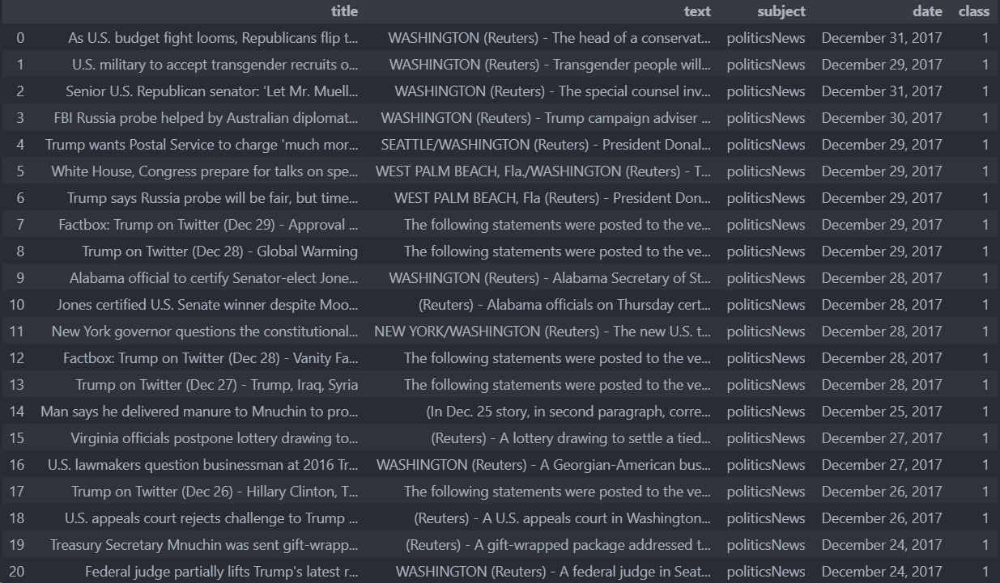 title text subject date class
0 As U.S. budget fight looms, Republicans flip t... WASHINGTON (Reuters) - The head of a conservat... politicsNews December 31, 2017 1
1 U.S. military to accept transgender recruits o... WASHINGTON (Reuters) - Transgender people will... politicsNews December 29, 2017 1
2 Senior U.S. Republican senator: 'Let Mr. Muell... WASHINGTON (Reuters) - The special counsel inv... politicsNews December 31, 2017 1
3 FBI Russia probe helped by Australian diplomat... WASHINGTON (Reuters) - Trump campaign adviser ... politicsNews December 30, 2017 1
4 Trump wants Postal Service to charge 'much mor... SEATTLE/WASHINGTON (Reuters) - President Donal... politicsNews December 29, 2017 1
5 White House, Congress prepare for talks on spe... WEST PALM BEACH, Fla./WASHINGTON (Reuters) - T... politicsNews December 29, 2017 1
6 Trump says Russia probe will be fair, but time... WEST PALM BEACH, Fla (Reuters) - President Don... politicsNews December 29, 2017 1
7 Factbox: Trump on Twitter (Dec 29) - Approval ... The following statements were posted to the ve... politicsNews December 29, 2017 1
8 Trump on Twitter (Dec 28) - Global Warming The following statements were posted to the ve... politicsNews December 29, 2017 1
9 Alabama official to certify Senator-elect Jone... WASHINGTON (Reuters) - Alabama Secretary of St... politicsNews December 28, 2017 1
10 Jones certified U.S. Senate winner despite Moo... (Reuters) - Alabama officials on Thursday cert... politicsNews December 28, 2017 1
11 New York governor questions the constitutional... NEW YORK/WASHINGTON (Reuters) - The new U.S. t... politicsNews December 28, 2017 1
12 Factbox: Trump on Twitter (Dec 28) - Vanity Fa... The following statements were posted to the ve... politicsNews December 28, 2017 1
13 Trump on Twitter (Dec 27) - Trump, Iraq, Syria The following statements were posted to the ve... politicsNews December 28, 2017 1
14 Man says he delivered manure to Mnuchin to pro... (In Dec. 25 story, in second paragraph, corre... politicsNews December 25, 2017 1
15 Virginia officials postpone lottery drawing to... (Reuters) - A lottery drawing to settle a tied... politicsNews December 27, 2017 1
16 U.S. lawmakers question businessman at 2016 Tr... WASHINGTON (Reuters) - A Georgian-American bus... politicsNews December 27, 2017 1
17 Trump on Twitter (Dec 26) - Hillary Clinton, T... The following statements were posted to the ve... politicsNews December 26, 2017 1
18 U.S. appeals court rejects challenge to Trump ... (Reuters) - A U.S. appeals court in Washington... politicsNews December 26, 2017 1
19 Treasury Secretary Mnuchin was sent gift-wrapp... (Reuters) - A gift-wrapped package addressed t... politicsNews December 24, 2017 1
20 Federal judge partially lifts Trump's latest r... WASHINGTON (Reuters) - A federal judge in Seat... politicsNews December 24, 2017 1